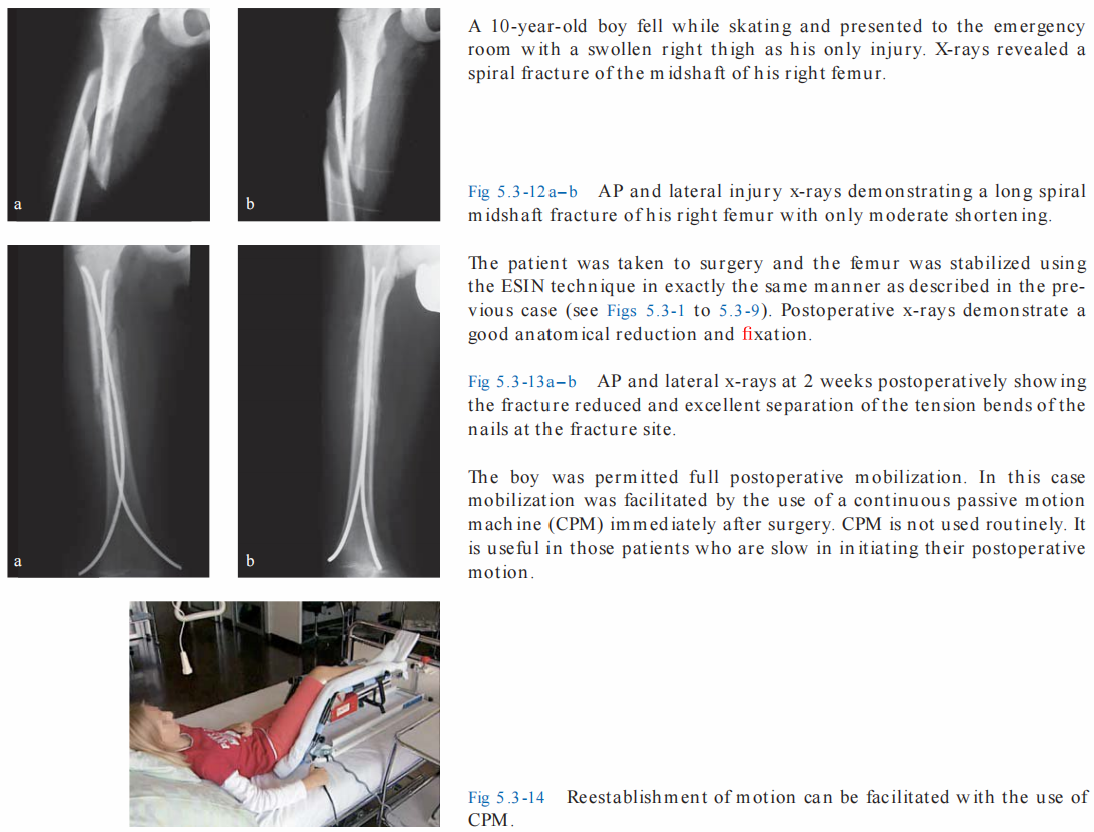 A 10-year-old boy fell while skating and presented to the emergency
room with a swollen right thigh as his only injury. X-rays revealed a
spiral fracture of the midshaft of his right femur.
a
b
Fig 5.3-12 a–b AP and lateral injury x-rays demonstrating a long spiral
midshaft fracture of his right femur with only moderate shortening.
The patient was taken to surgery and the femur was stabilized using
the ESIN technique in exactly the same manner as described in the pre-
vious case (see Figs 5.3-1 to 5.3-9). Postoperative x-rays demonstrate a
good anatomical reduction and fixation.
Fig 5.3-13a–b AP and lateral x-rays at 2 weeks postoperatively showing
the fracture reduced and excellent separation of the tension bends of the
nails at the fracture site.
The boy was permitted full postoperative mobilization. In this case
mobilization was facilitated by the use of a continuous passive motion
machine (CPM) immediately after surgery. CPM is not used routinely. It
is useful in those patients who are slow in initiating their postoperative
motion.
a
b
Fig 5.3-14 Reestablishment of motion can be facilitated with the use of
CPM.